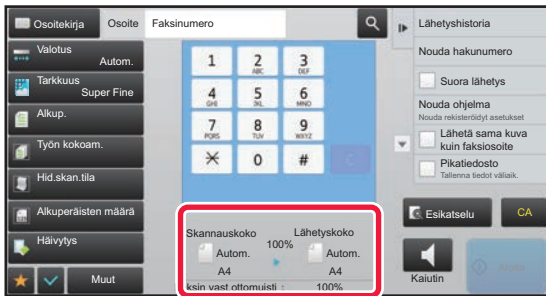 Osoitekirja
Osoite
Faksinumero
Valotus
Autom.
Tarkkuus
Super Fine
Alkup.
Työn kokoam.
Hid.skan.tila
Alkuperäisten määrä
Häivytys
Muut
1
2
ABC
3
DEF
4
GHI
5
JKL
6
MNO
7
PQRS
8
TUV
9
WXYZ
0
#
C
Skannauskoko
100%
Lähetyskoko
Autom.
Autom.
A4
A4
ksin vast ottomuisti :
100%
Lähetyshistoria
Nouda hakunumero
Suora lähetys
Nouda ohjelma
Nouda rekisteröidyt asetukset
Lähetä sama kuva
kuin faksiosoite
Pikatiedosto
Tallenna tiedot väliaik.
Esikatselu
CA
Kaiutin
Aloita